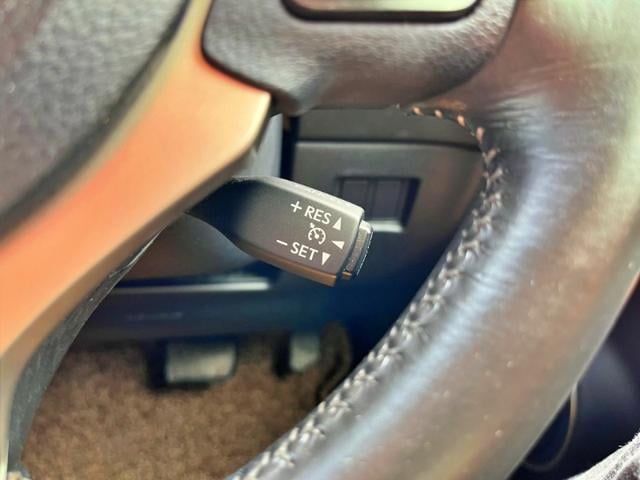 + RES ▲
− SET ▼